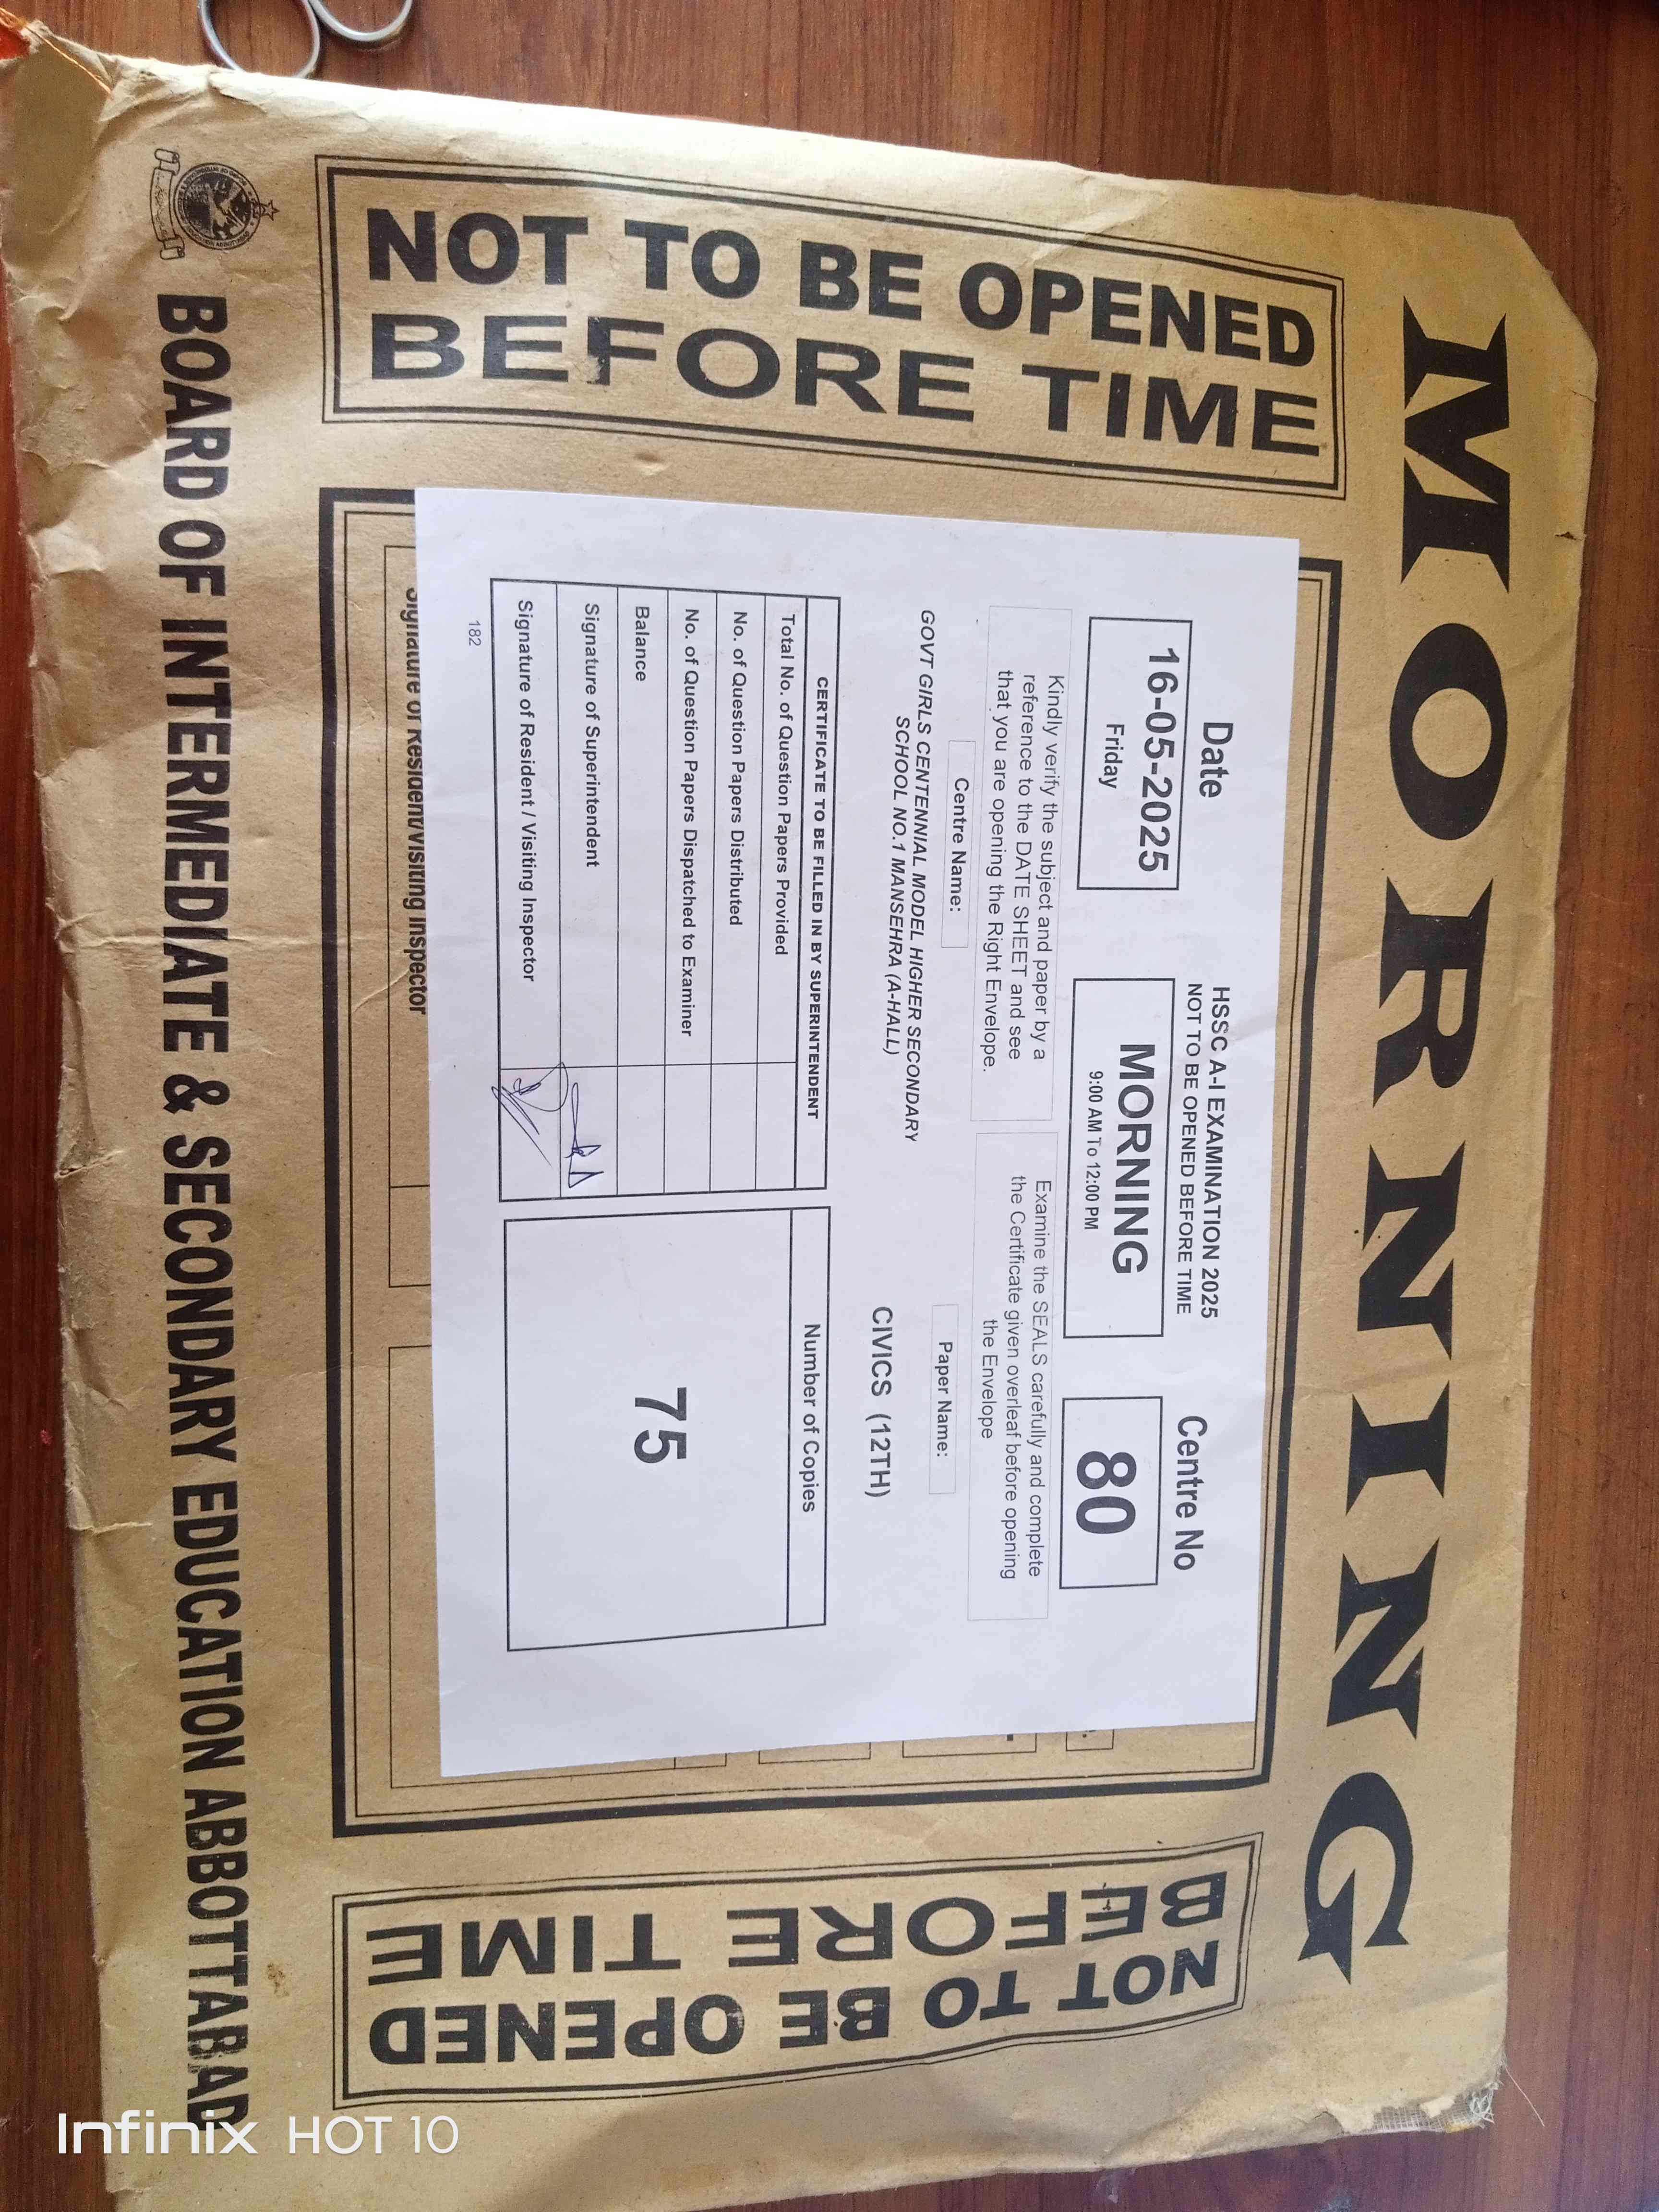 MORNING
NOT TO BE OPENED
BEFORE TIME
Date
16-05-2025
Friday
HSSC A-I EXAMINATION 2025
NOT TO BE OPENED BEFORE TIME
MORNING
9:00 AM To 12:00 PM
Centre No
80
Kindly verify the subject and paper by a
reference to the DATE SHEET and see
that you are opening the Right Envelope.
Examine the SEALS carefully and complete
the Certificate given overleaf before opening
the Envelope
Centre Name:
GOVT GIRLS CENTENNIAL MODEL HIGHER SECONDARY
SCHOOL NO.1 MANSEHRA (A-HALL)
Paper Name:
CIVICS (12TH)
CERTIFICATE TO BE FILLED IN BY SUPERINTENDENT
Total No. of Question Papers Provided
No. of Question Papers Distributed
No. of Question Papers Dispatched to Examiner
Balance
Signature of Superintendent
Signature of Resident / Visiting Inspector
Number of Copies
75
182
Signature of Resident/Visiting Inspector
NOT TO BE OPENED
BEFORE TIME
BOARD OF INTERMEDIATE & SECONDARY EDUCATION ABBOTTABAD
Infinix HOT 10